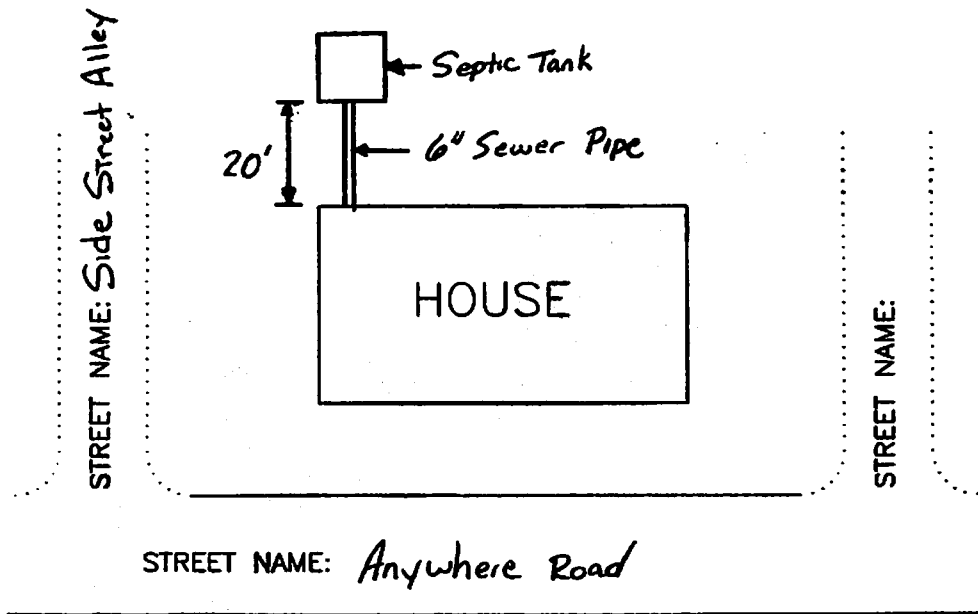 STREET NAME: Side Street Alley
Septic Tank
20'
6" Sewer Pipe
HOUSE
STREET NAME:
STREET NAME: Anywhere Road